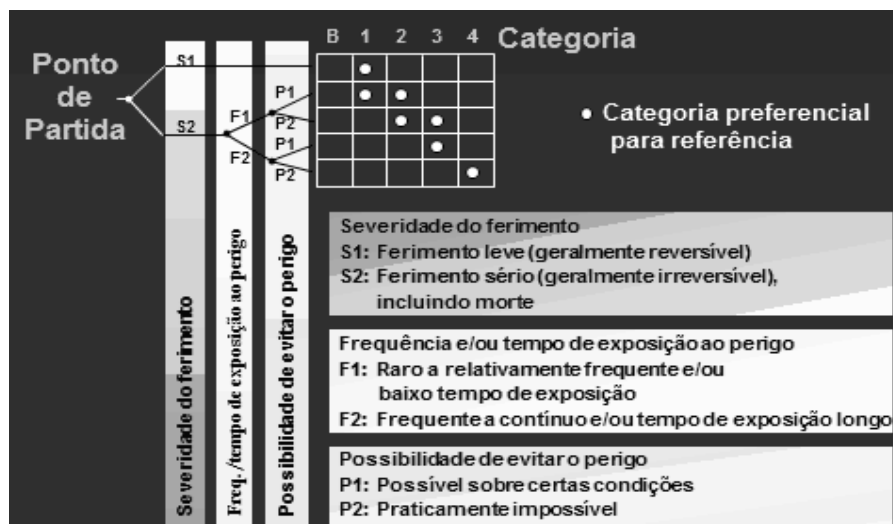 B 1 2 3 4 Categoria
Ponto
de
Partida
S1
S2
F1
F2
P1
P2
P1
P2
Categoria preferencial
para referência
Severidade do ferimento
Freq./tempo de exposição ao perigo
Possibilidade de evitar o perigo
Severidade do ferimento
S1: Ferimento leve (geralmente reversível)
S2: Ferimento sério (geralmente irreversível),
incluindo morte
Frequência e/ou tempo de exposição ao perigo
F1: Raro a relativamente frequente e/ou
baixo tempo de exposição
F2: Frequente a contínuo e/ou tempo de exposição longo
Possibilidade de evitar o perigo
P1: Possível sobre certas condições
P2: Praticamente impossível